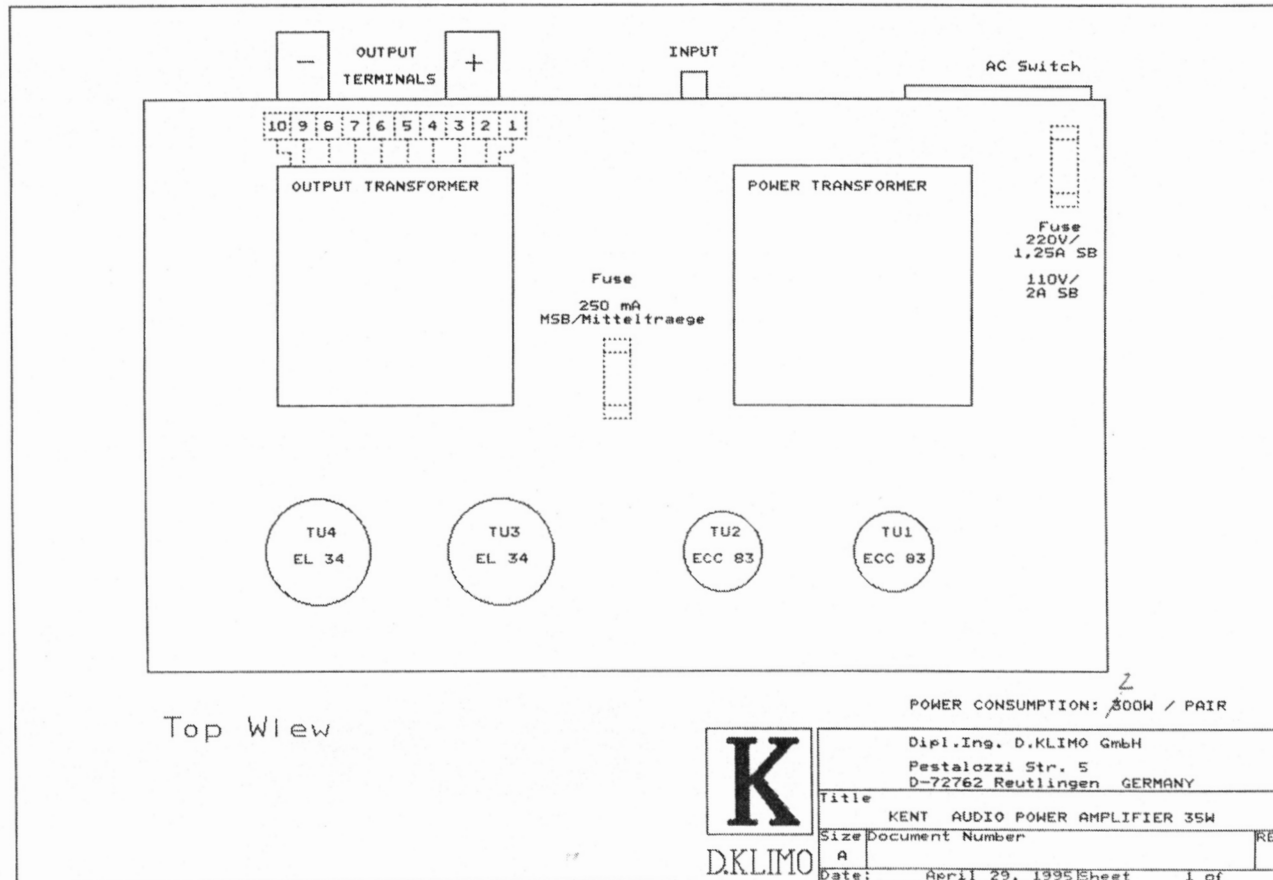 − OUTPUT TERMINALS +
INPUT
AC Switch
10 9 8 7 6 5 4 3 2 1
OUTPUT TRANSFORMER
POWER TRANSFORMER
Fuse
220V/
1,25A SB
110V/
2A SB
Fuse
250 mA
MSB/Mitteltraege
TU4
EL 34
TU3
EL 34
TU2
ECC 83
TU1
ECC 83
Top Wiew
2
POWER CONSUMPTION: 300W / PAIR
K
D.KLIMO
Dipl.Ing. D.KLIMO GmbH
Pestalozzi Str. 5
D-72762 Reutlingen GERMANY
Title
KENT AUDIO POWER AMPLIFIER 35W
Size Document Number RE
A
Date: April 29, 1995 Sheet 1 of